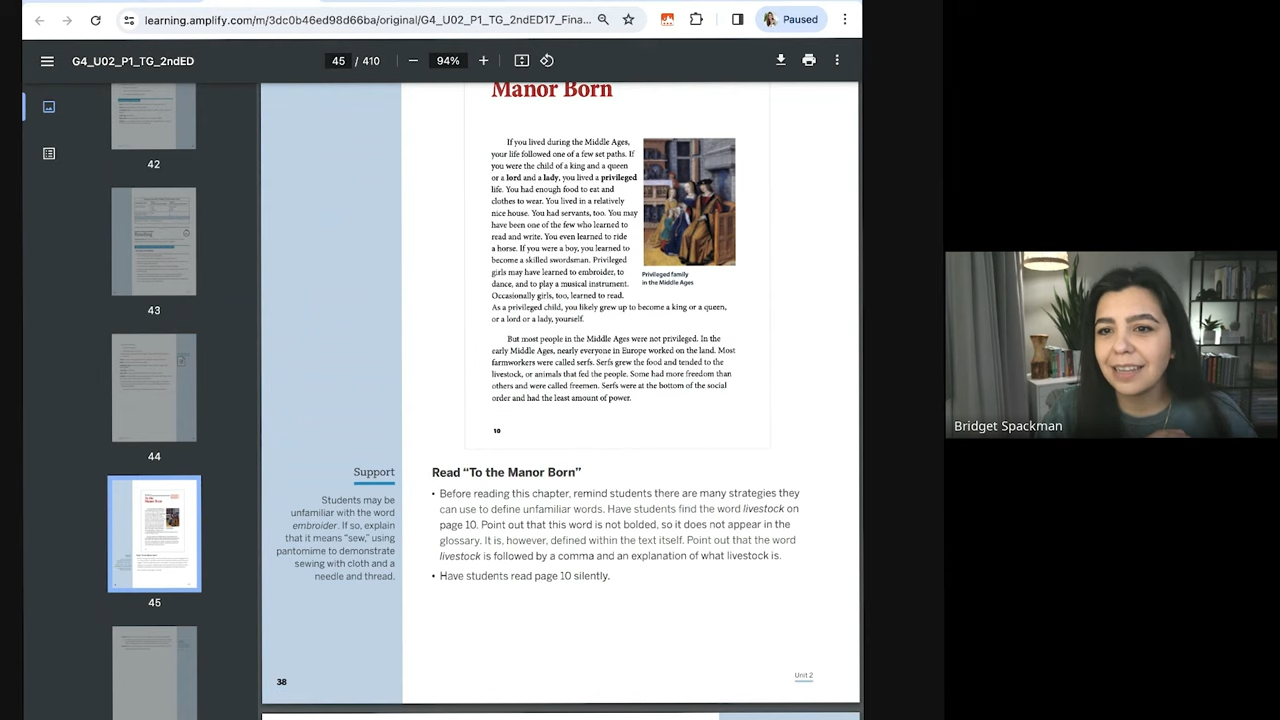 learning.amplify.com/m/3dc0b46ed98d66ba/original/G4_U02_P1_TG_2ndED17_Fina...
Paused
G4_U02_P1_TG_2ndED
45 / 410
94%
42
43
44
45
Manor Born
If you lived during the Middle Ages,
your life followed one of a few set paths. If
you were the child of a king and a queen
or a lord and a lady, you lived a privileged
life. You had enough food to eat and
clothes to wear. You lived in a relatively
nice house. You had servants, too. You may
have been one of the few who learned to
read and write. You even learned to ride
a horse. If you were a boy, you learned to
become a skilled swordsman. Privileged
girls may have learned to embroider, to
dance, and to play a musical instrument.
Occasionally girls, too, learned to read.
As a privileged child, you likely grew up to become a king or a queen,
or a lord or a lady, yourself.
Privileged family
in the Middle Ages
But most people in the Middle Ages were not privileged. In the
early Middle Ages, nearly everyone in Europe worked on the land. Most
farmworkers were called serfs. Serfs grew the food and tended to the
livestock, or animals that fed the people. Some had more freedom than
others and were called freemen. Serfs were at the bottom of the social
order and had the least amount of power.
10
Support
Students may be
unfamiliar with the word
embroider. If so, explain
that it means “sew,” using
pantomime to demonstrate
sewing with cloth and a
needle and thread.
Read “To the Manor Born”
• Before reading this chapter, remind students there are many strategies they
can use to define unfamiliar words. Have students find the word livestock on
page 10. Point out that this word is not bolded, so it does not appear in the
glossary. It is, however, defined within the text itself. Point out that the word
livestock is followed by a comma and an explanation of what livestock is.
• Have students read page 10 silently.
38
Unit 2
Bridget Spackman